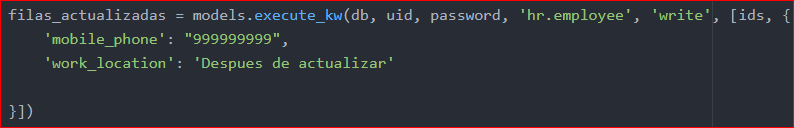 filas_actualizadas = models.execute_kw(db, uid, password, 'hr.employee', 'write', [ids, {
    'mobile_phone': "999999999",
    'work_location': 'Despues de actualizar'
}])